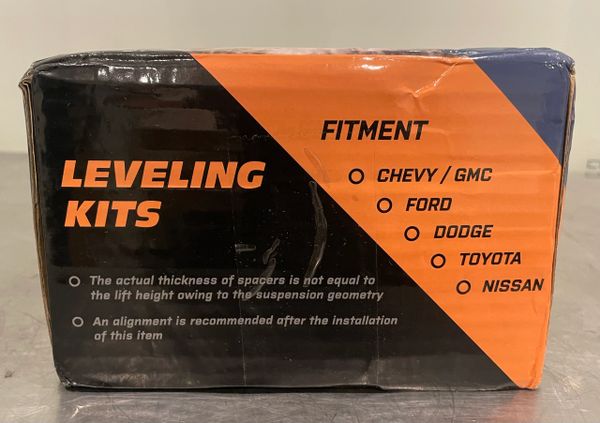 FITMENT
CHEVY / GMC
FORD
DODGE
TOYOTA
NISSAN
LEVELING
KITS
The actual thickness of spacers is not equal to
the lift height owing to the suspension geometry
An alignment is recommended after the installation
of this item